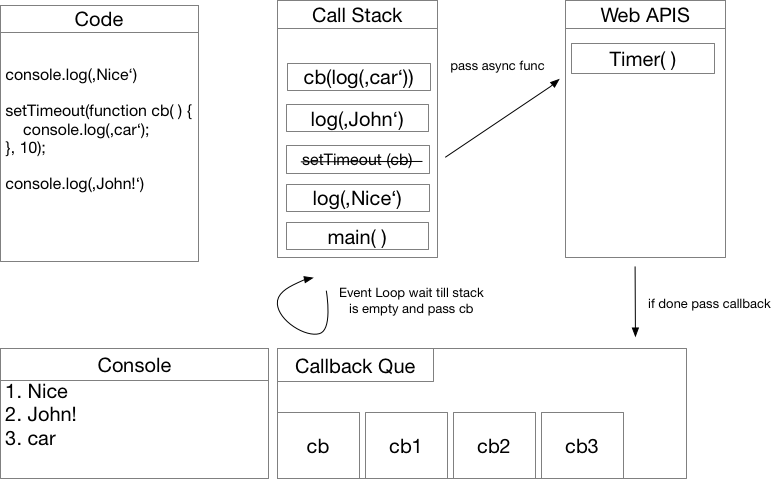 Code
console.log(‚Nice‘)
setTimeout(function cb( ) {
console.log(‚car‘);
}, 10);
console.log(‚John!‘)
Call Stack
cb(log(‚car‘))
log(‚John‘)
setTimeout (cb)
log(‚Nice‘)
main( )
pass async func
Web APIS
Timer( )
Event Loop wait till stack
is empty and pass cb
if done pass callback
Console
1. Nice
2. John!
3. car
Callback Que
cb
cb1
cb2
cb3